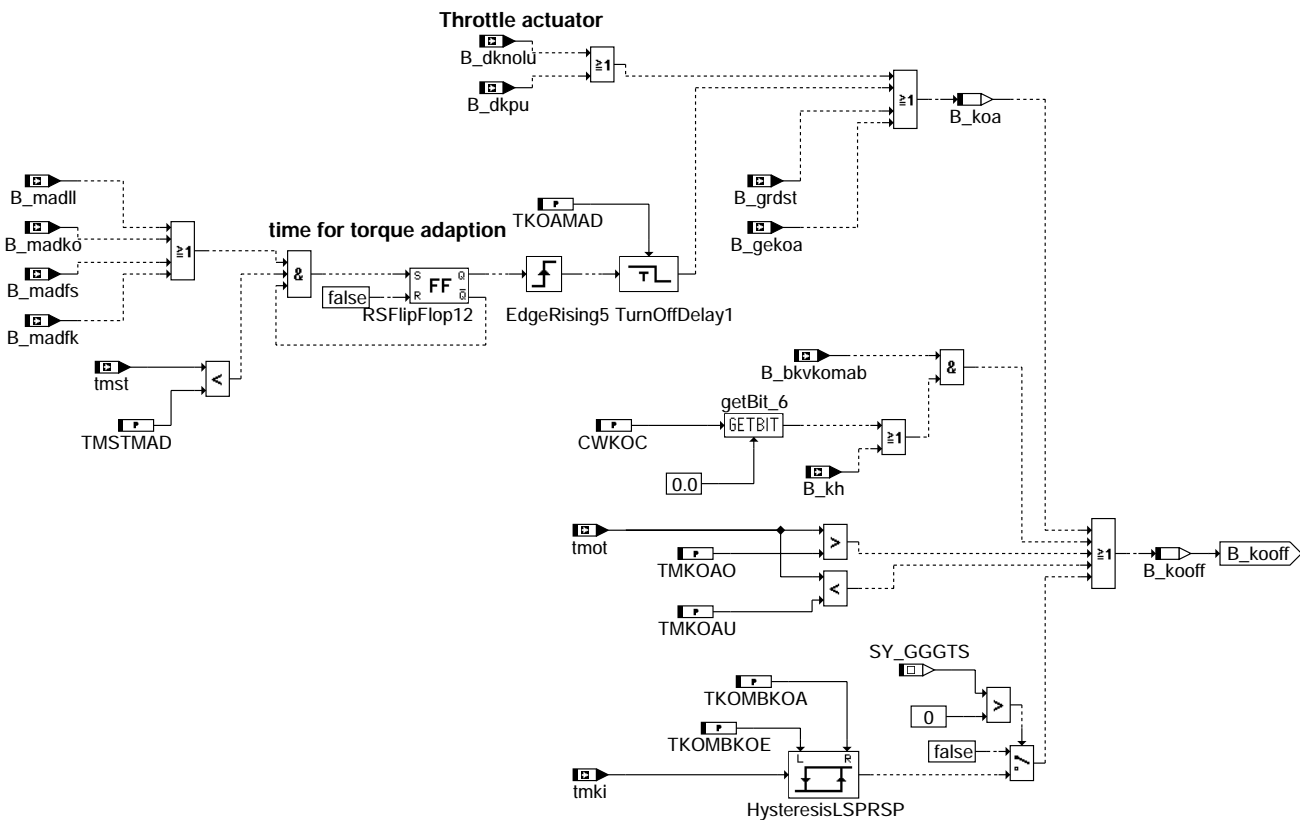 Throttle actuator
B_dknolu
≥1
B_dkpu
≥1
B_koa
B_madll
B_grdst
P
TKOAMAD
B_madko
time for torque adaption
B_gekoa
≥1
&
B_madfs
S Q
R Q
FF
T
false
RSFlipFlop12
EdgeRising5
TurnOffDelay1
B_madfk
tmst
<
B_bkvkomab
&
P
TMSTMAD
getBit_6
GETBIT
P
CWKOC
≥1
0.0
B_kh
tmot
>
P
TMKOAO
≥1
B_kooff
B_kooff
<
P
TMKOAU
SY_GGGTS
P
TKOMBKOA
>
0
P
TKOMBKOE
false
L R
tmki
HysteresisLSPRSP